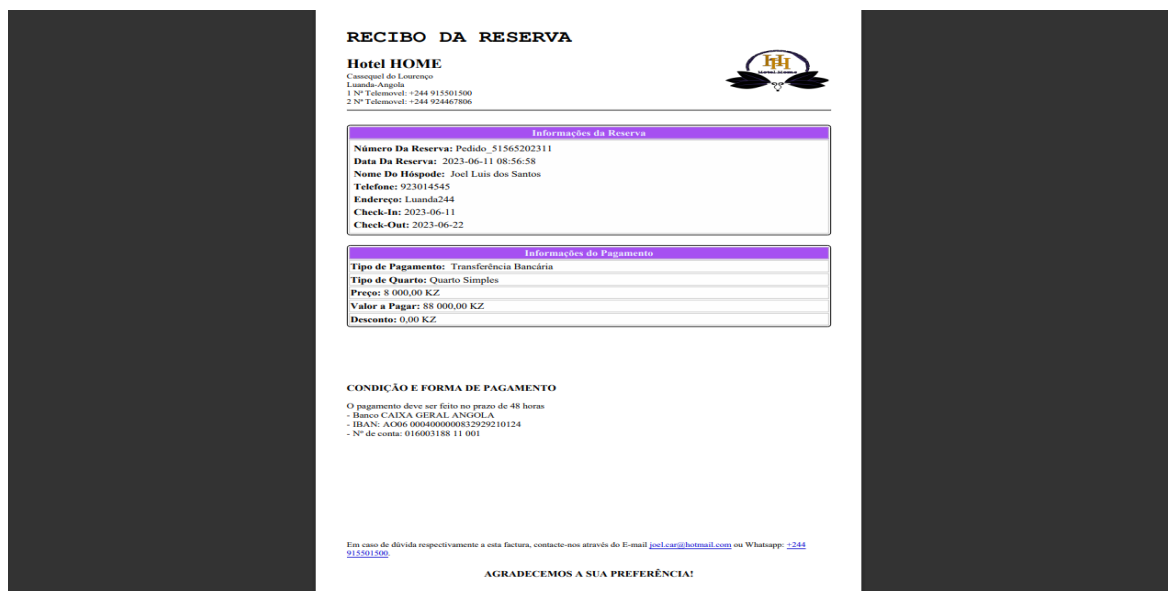 RECIBO DA RESERVA
Hotel HOME
Cassequel do Lourenço
Luanda-Angola
1 Nº Telemovel: +244 915501500
2 Nº Telemovel: +244 924467806
HH
Hotel Home
Informações da Reserva
Número Da Reserva: Pedido_51565202311
Data Da Reserva: 2023-06-11 08:56:58
Nome Do Hóspode: Joel Luis dos Santos
Telefone: 923014545
Endereço: Luanda244
Check-In: 2023-06-11
Check-Out: 2023-06-22
Informações do Pagamento
Tipo de Pagamento: Transferência Bancária
Tipo de Quarto: Quarto Simples
Preço: 8 000,00 KZ
Valor a Pagar: 88 000,00 KZ
Desconto: 0,00 KZ
CONDIÇÃO E FORMA DE PAGAMENTO
O pagamento deve ser feito no prazo de 48 horas
- Banco CAIXA GERAL ANGOLA
- IBAN: AO06 000400000832929210124
- Nº de conta: 016003188 11 001
Em caso de dúvida respectivamente a esta factura, contacte-nos através do E-mail joel.car@hotmail.com ou Whatsapp: +244
915501500.
AGRADECEMOS A SUA PREFERÊNCIA!